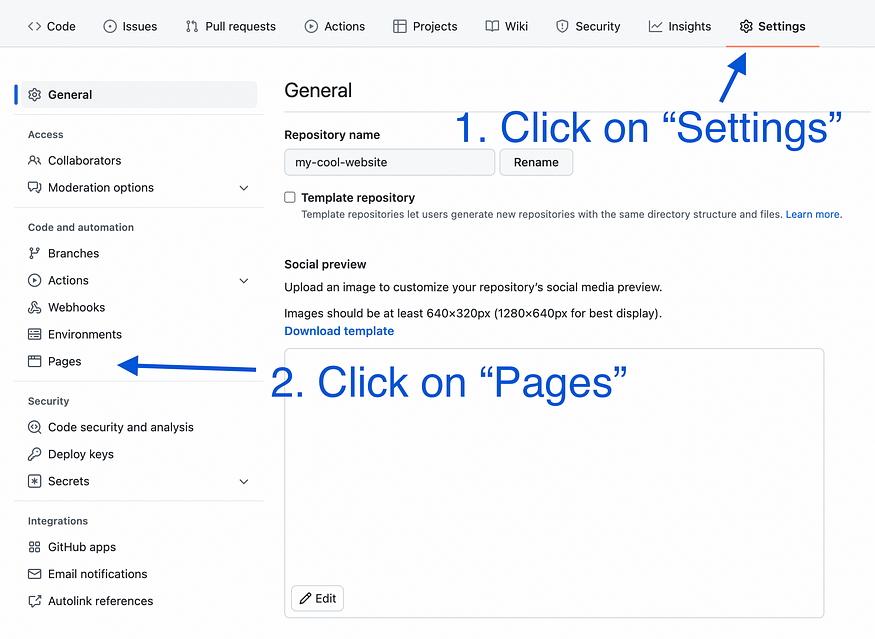 Code Issues Pull requests Actions Projects Wiki Security Insights Settings
General
Access
Collaborators
Moderation options
Code and automation
Branches
Actions
Webhooks
Environments
Pages
Security
Code security and analysis
Deploy keys
Secrets
Integrations
GitHub apps
Email notifications
Autolink references
General
1. Click on “Settings”
Repository name
my-cool-website Rename
Template repository
Template repositories let users generate new repositories with the same directory structure and files. Learn more.
Social preview
Upload an image to customize your repository’s social media preview.
Images should be at least 640×320px (1280×640px for best display).
Download template
2. Click on “Pages”
Edit